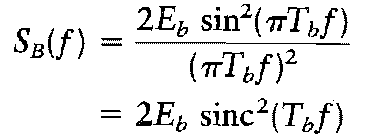 S_B(f) = \frac{2E_b \sin^2(\pi T_b f)}{(\pi T_b f)^2}
= 2E_b \operatorname{sinc}^2(T_b f)